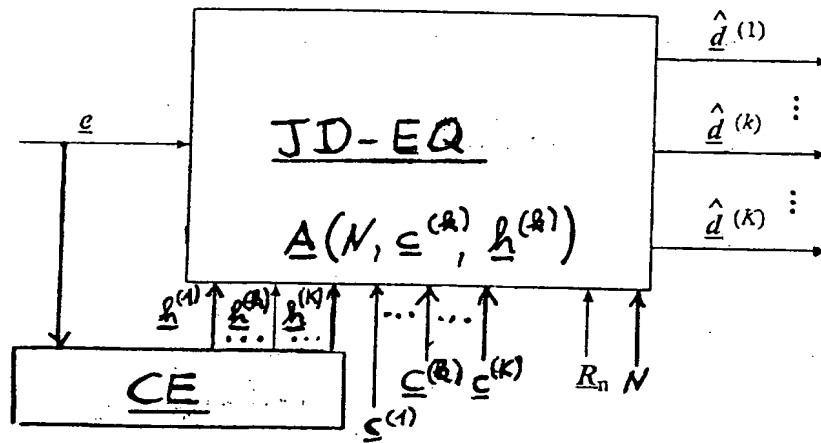 d̂ (1)
e
JD-EQ
d̂ (k)
A(N, c(k), h(k))
d̂ (K)
h(1) h(k) h(K)
CE
c(1) c(k) c(K) Rn N